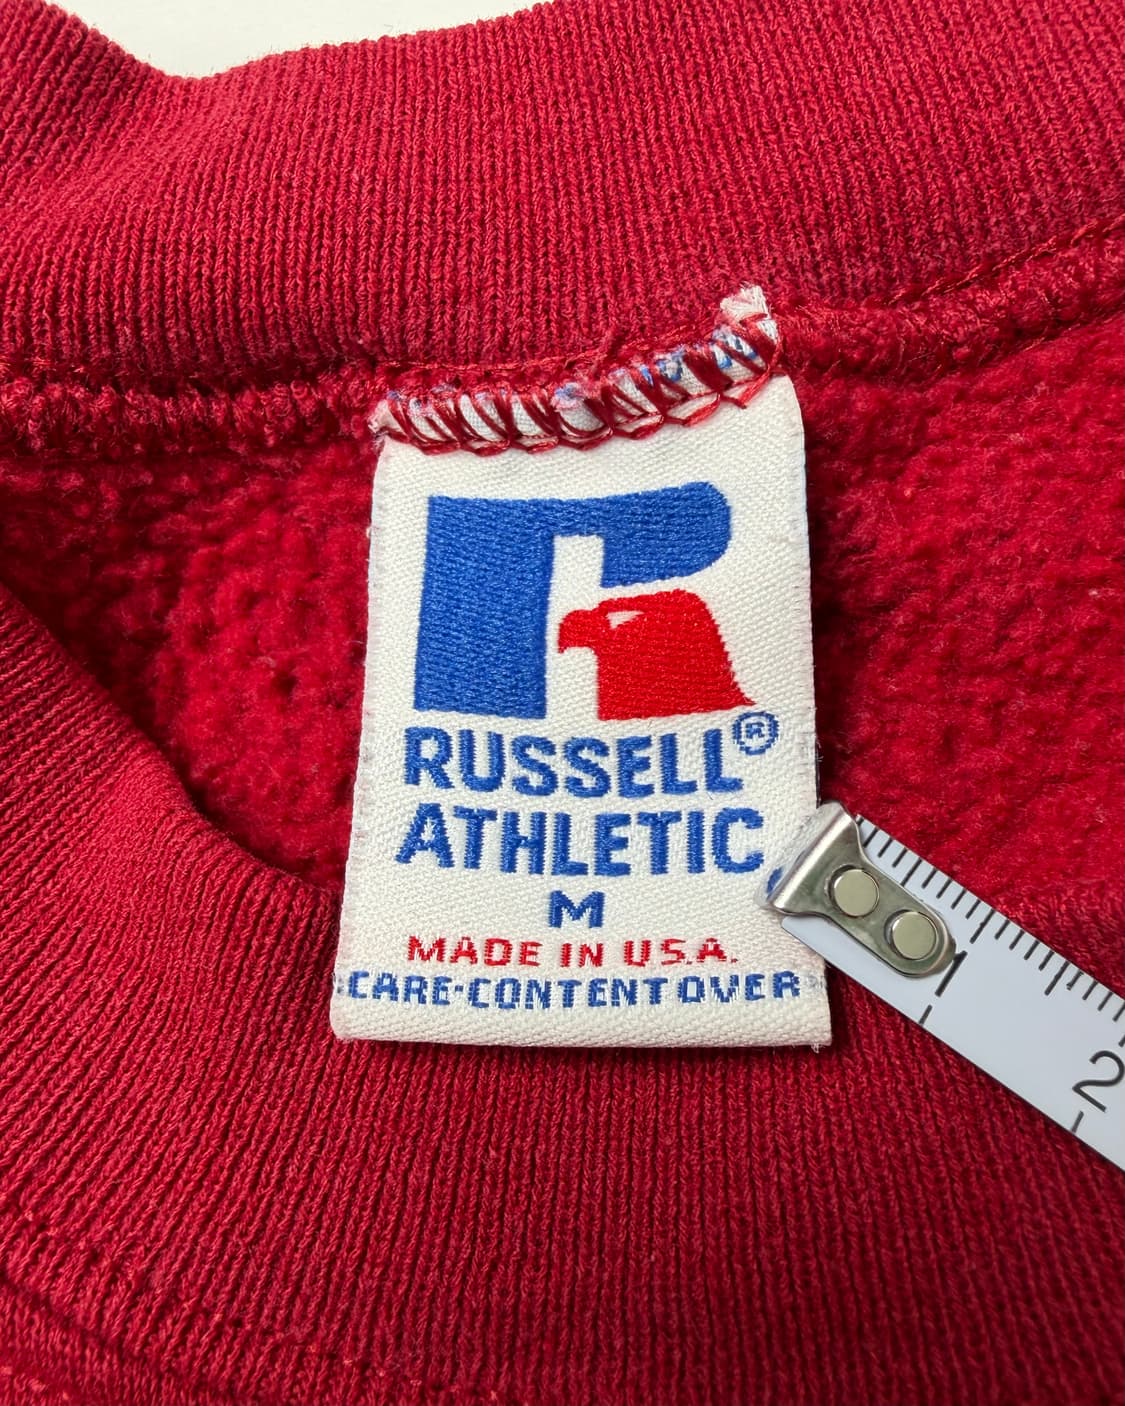 RUSSELL®
ATHLETIC
M
MADE IN U.S.A.
CARE·CONTENT OVER
1
2